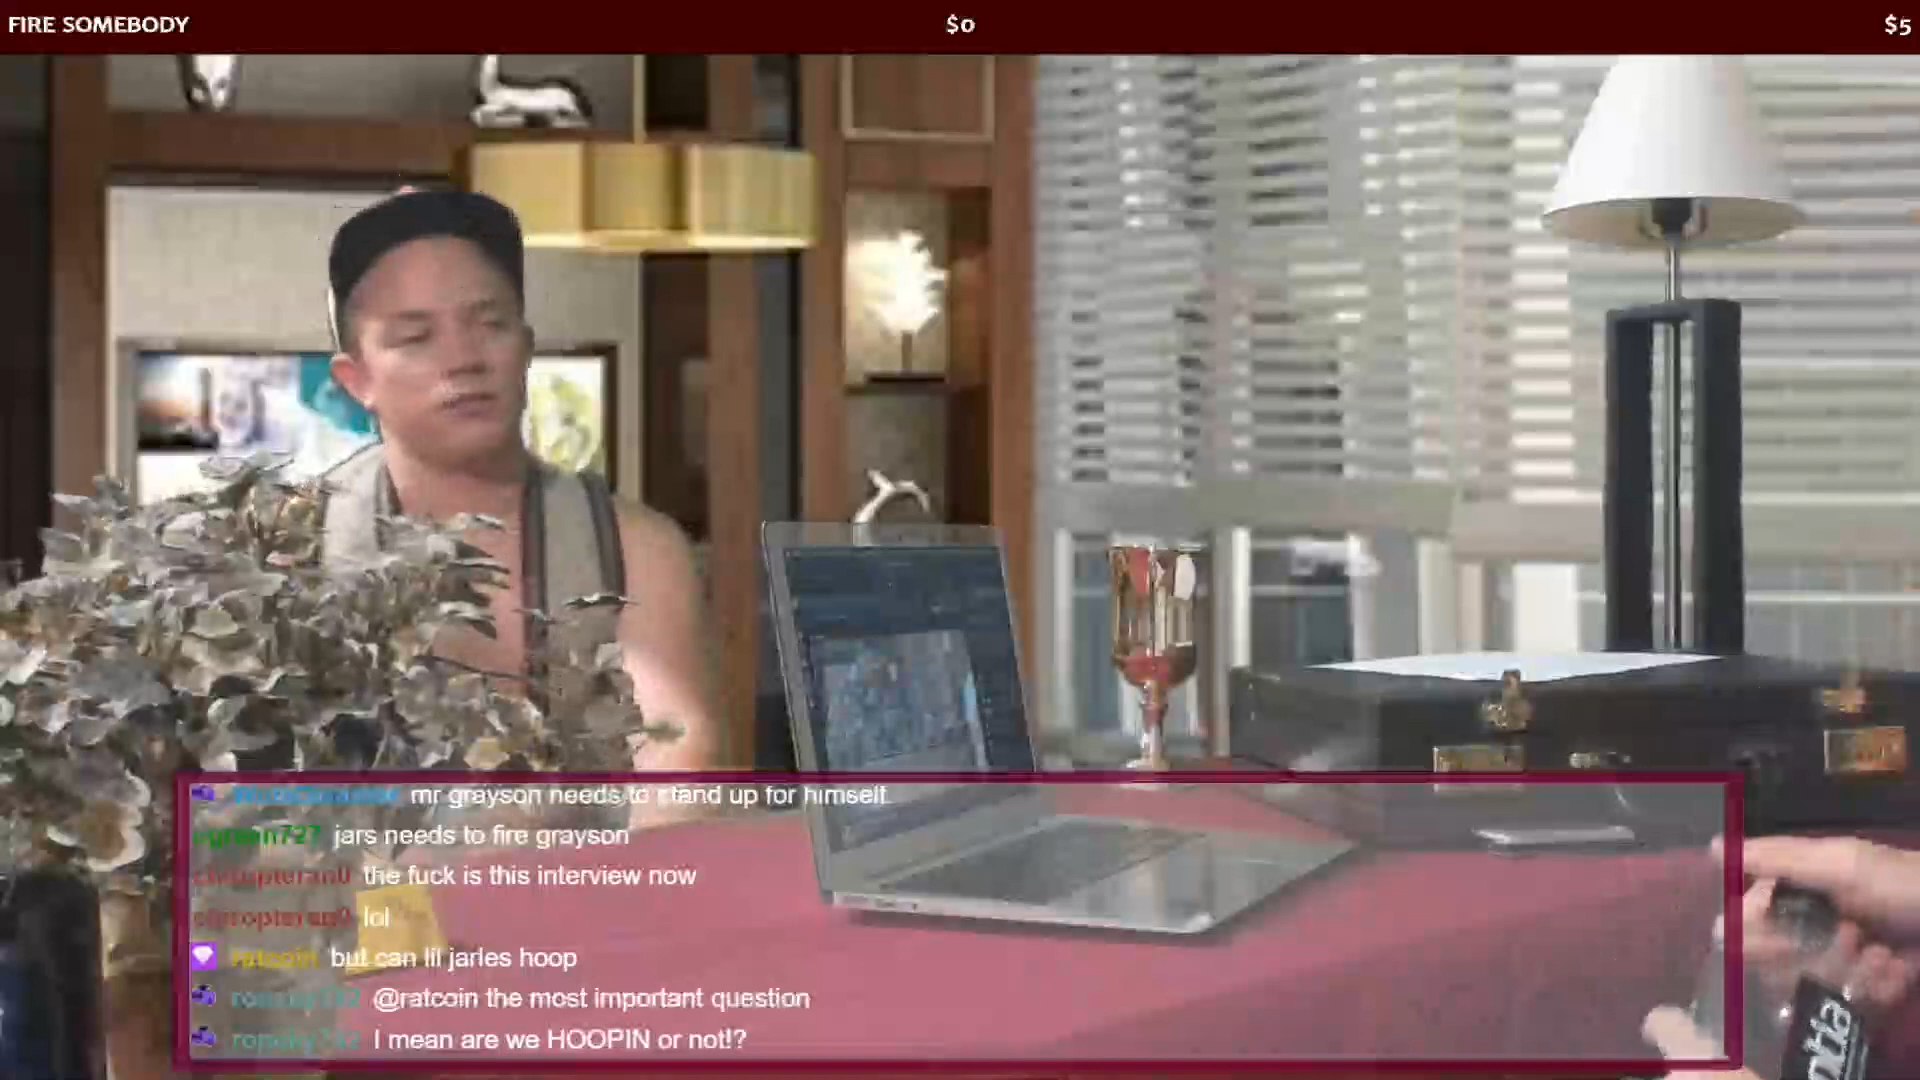 FIRE SOMEBODY $0 $5
mr grayson needs to stand up for himself
jars needs to fire grayson
the fuck is this interview now
lol
ratcoin but can lil jarles hoop
@ratcoin the most important question
I mean are we HOOPIN or not!?